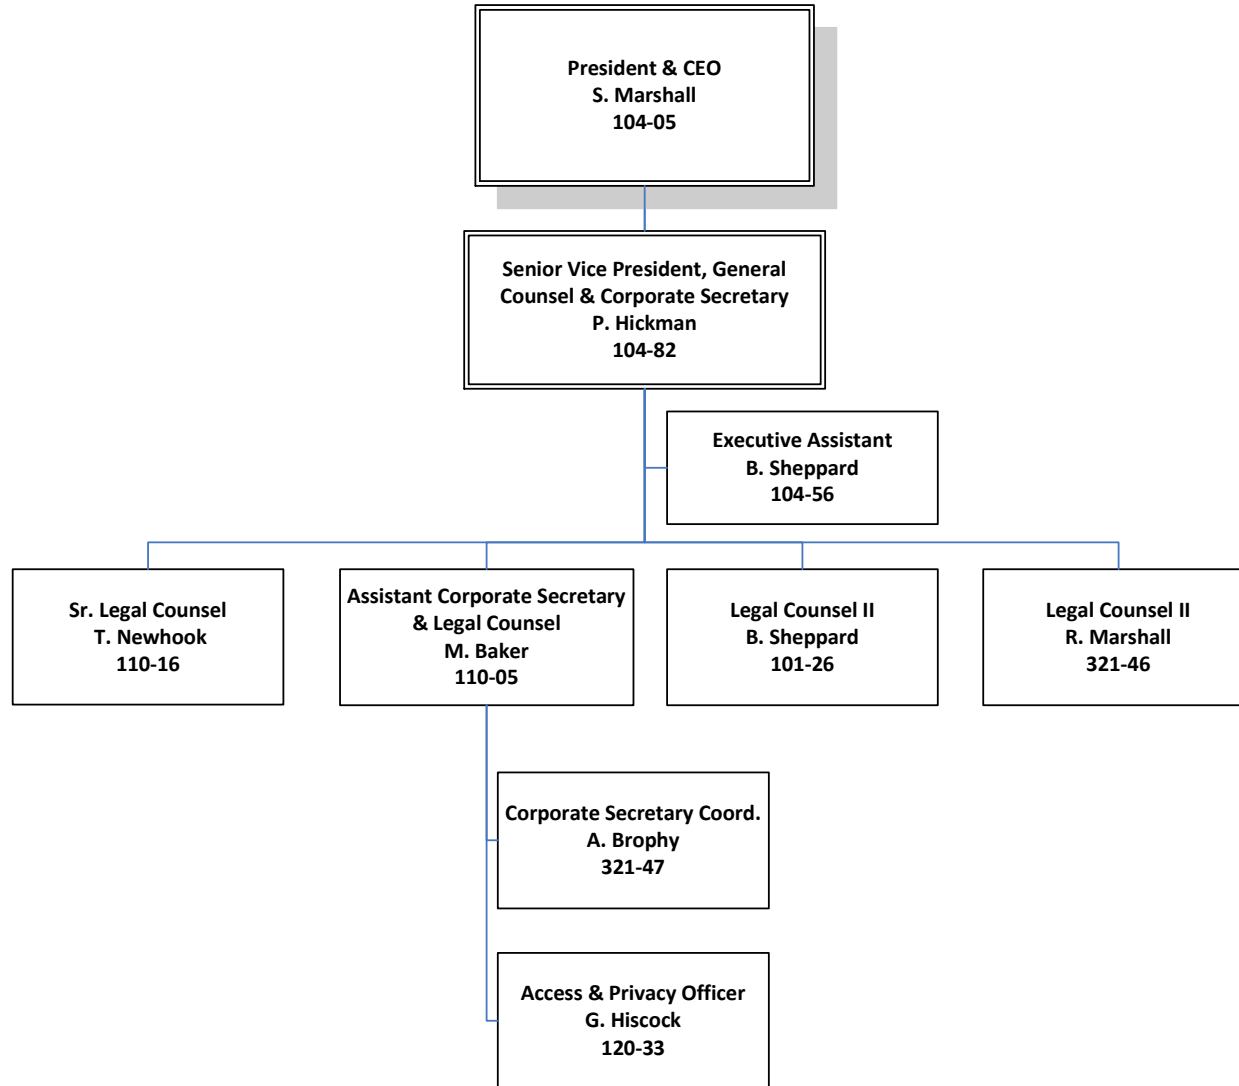 President & CEO
S. Marshall
104-05
Senior Vice President, General
Counsel & Corporate Secretary
P. Hickman
104-82
Executive Assistant
B. Sheppard
104-56
Sr. Legal Counsel
T. Newhook
110-16
Assistant Corporate Secretary
& Legal Counsel
M. Baker
110-05
Legal Counsel II
B. Sheppard
101-26
Legal Counsel II
R. Marshall
321-46
Corporate Secretary Coord.
A. Brophy
321-47
Access & Privacy Officer
G. Hiscock
120-33